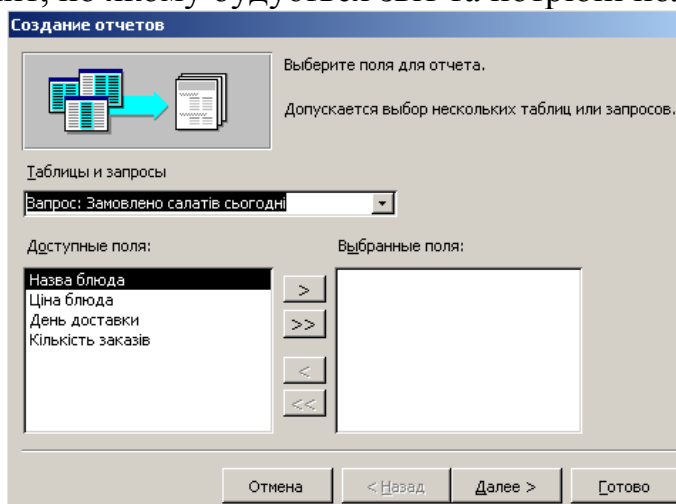 Создание отчетов
Выберите поля для отчета.
Допускается выбор нескольких таблиц или запросов.
Таблицы и запросы
Запрос: Замовлено салатів сьогодні
Доступные поля:
Выбранные поля:
Назва блюда
Ціна блюда
День доставки
Кількість заказів
>
>>
<
<<
Отмена
< Назад
Далее >
Готово